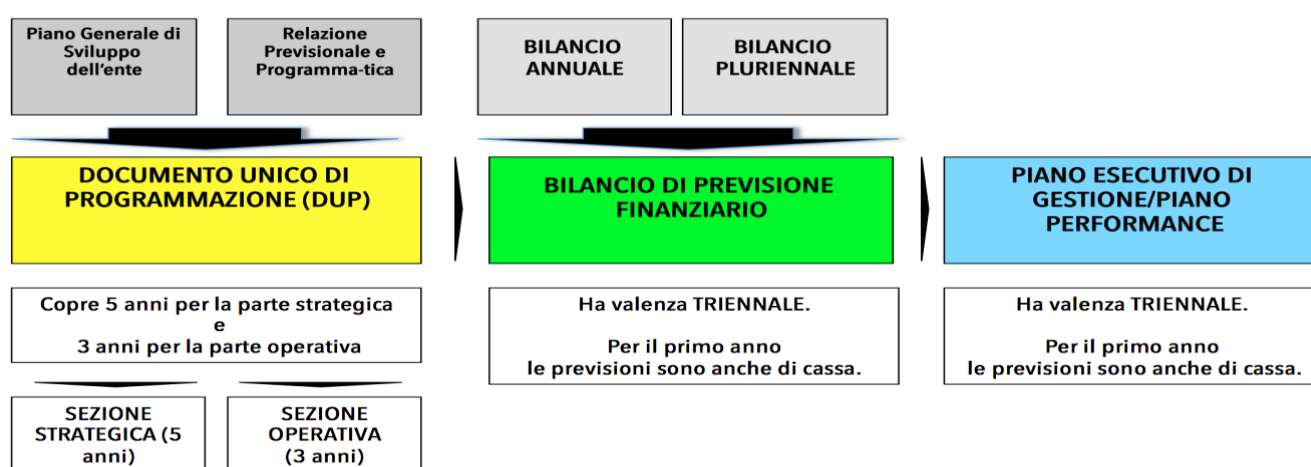 Piano Generale di
Sviluppo
dell’ente
Relazione
Previsionale e
Programma-tica
BILANCIO
ANNUALE
BILANCIO
PLURIENNALE
DOCUMENTO UNICO DI
PROGRAMMAZIONE (DUP)
BILANCIO DI PREVISIONE
FINANZIARIO
PIANO ESECUTIVO DI
GESTIONE/PIANO
PERFORMANCE
Copre 5 anni per la parte strategica
e
3 anni per la parte operativa
Ha valenza TRIENNALE.
Per il primo anno
le previsioni sono anche di cassa.
Ha valenza TRIENNALE.
Per il primo anno
le previsioni sono anche di cassa.
SEZIONE
STRATEGICA (5
anni)
SEZIONE
OPERATIVA
(3 anni)